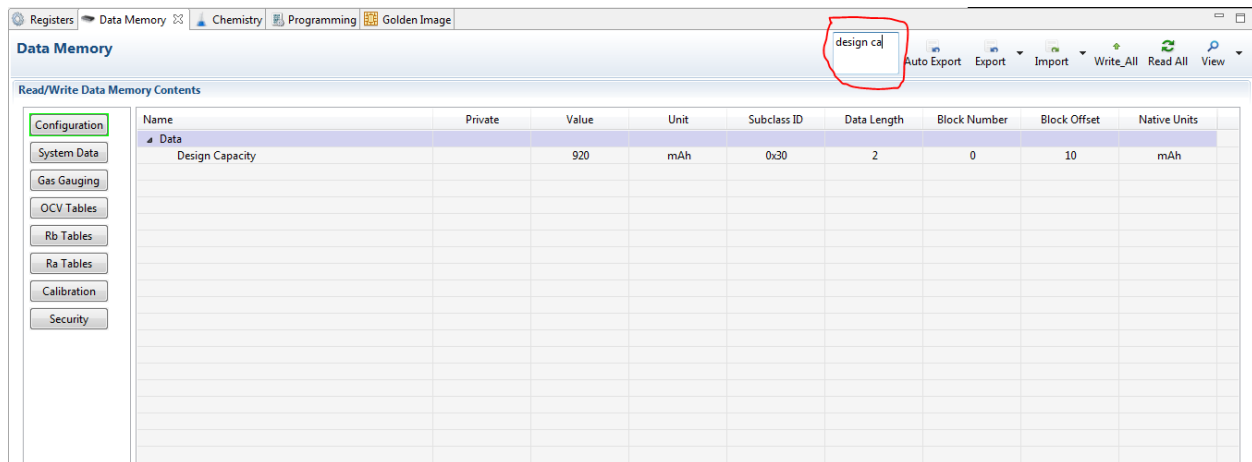 Registers Data Memory Chemistry Programming Golden Image
Data Memory
design ca
Auto Export Export Import Write_All Read All View
Read/Write Data Memory Contents
Configuration
System Data
Gas Gauging
OCV Tables
Rb Tables
Ra Tables
Calibration
Security
Name Private Value Unit Subclass ID Data Length Block Number Block Offset Native Units
Data
Design Capacity 920 mAh 0x30 2 0 10 mAh